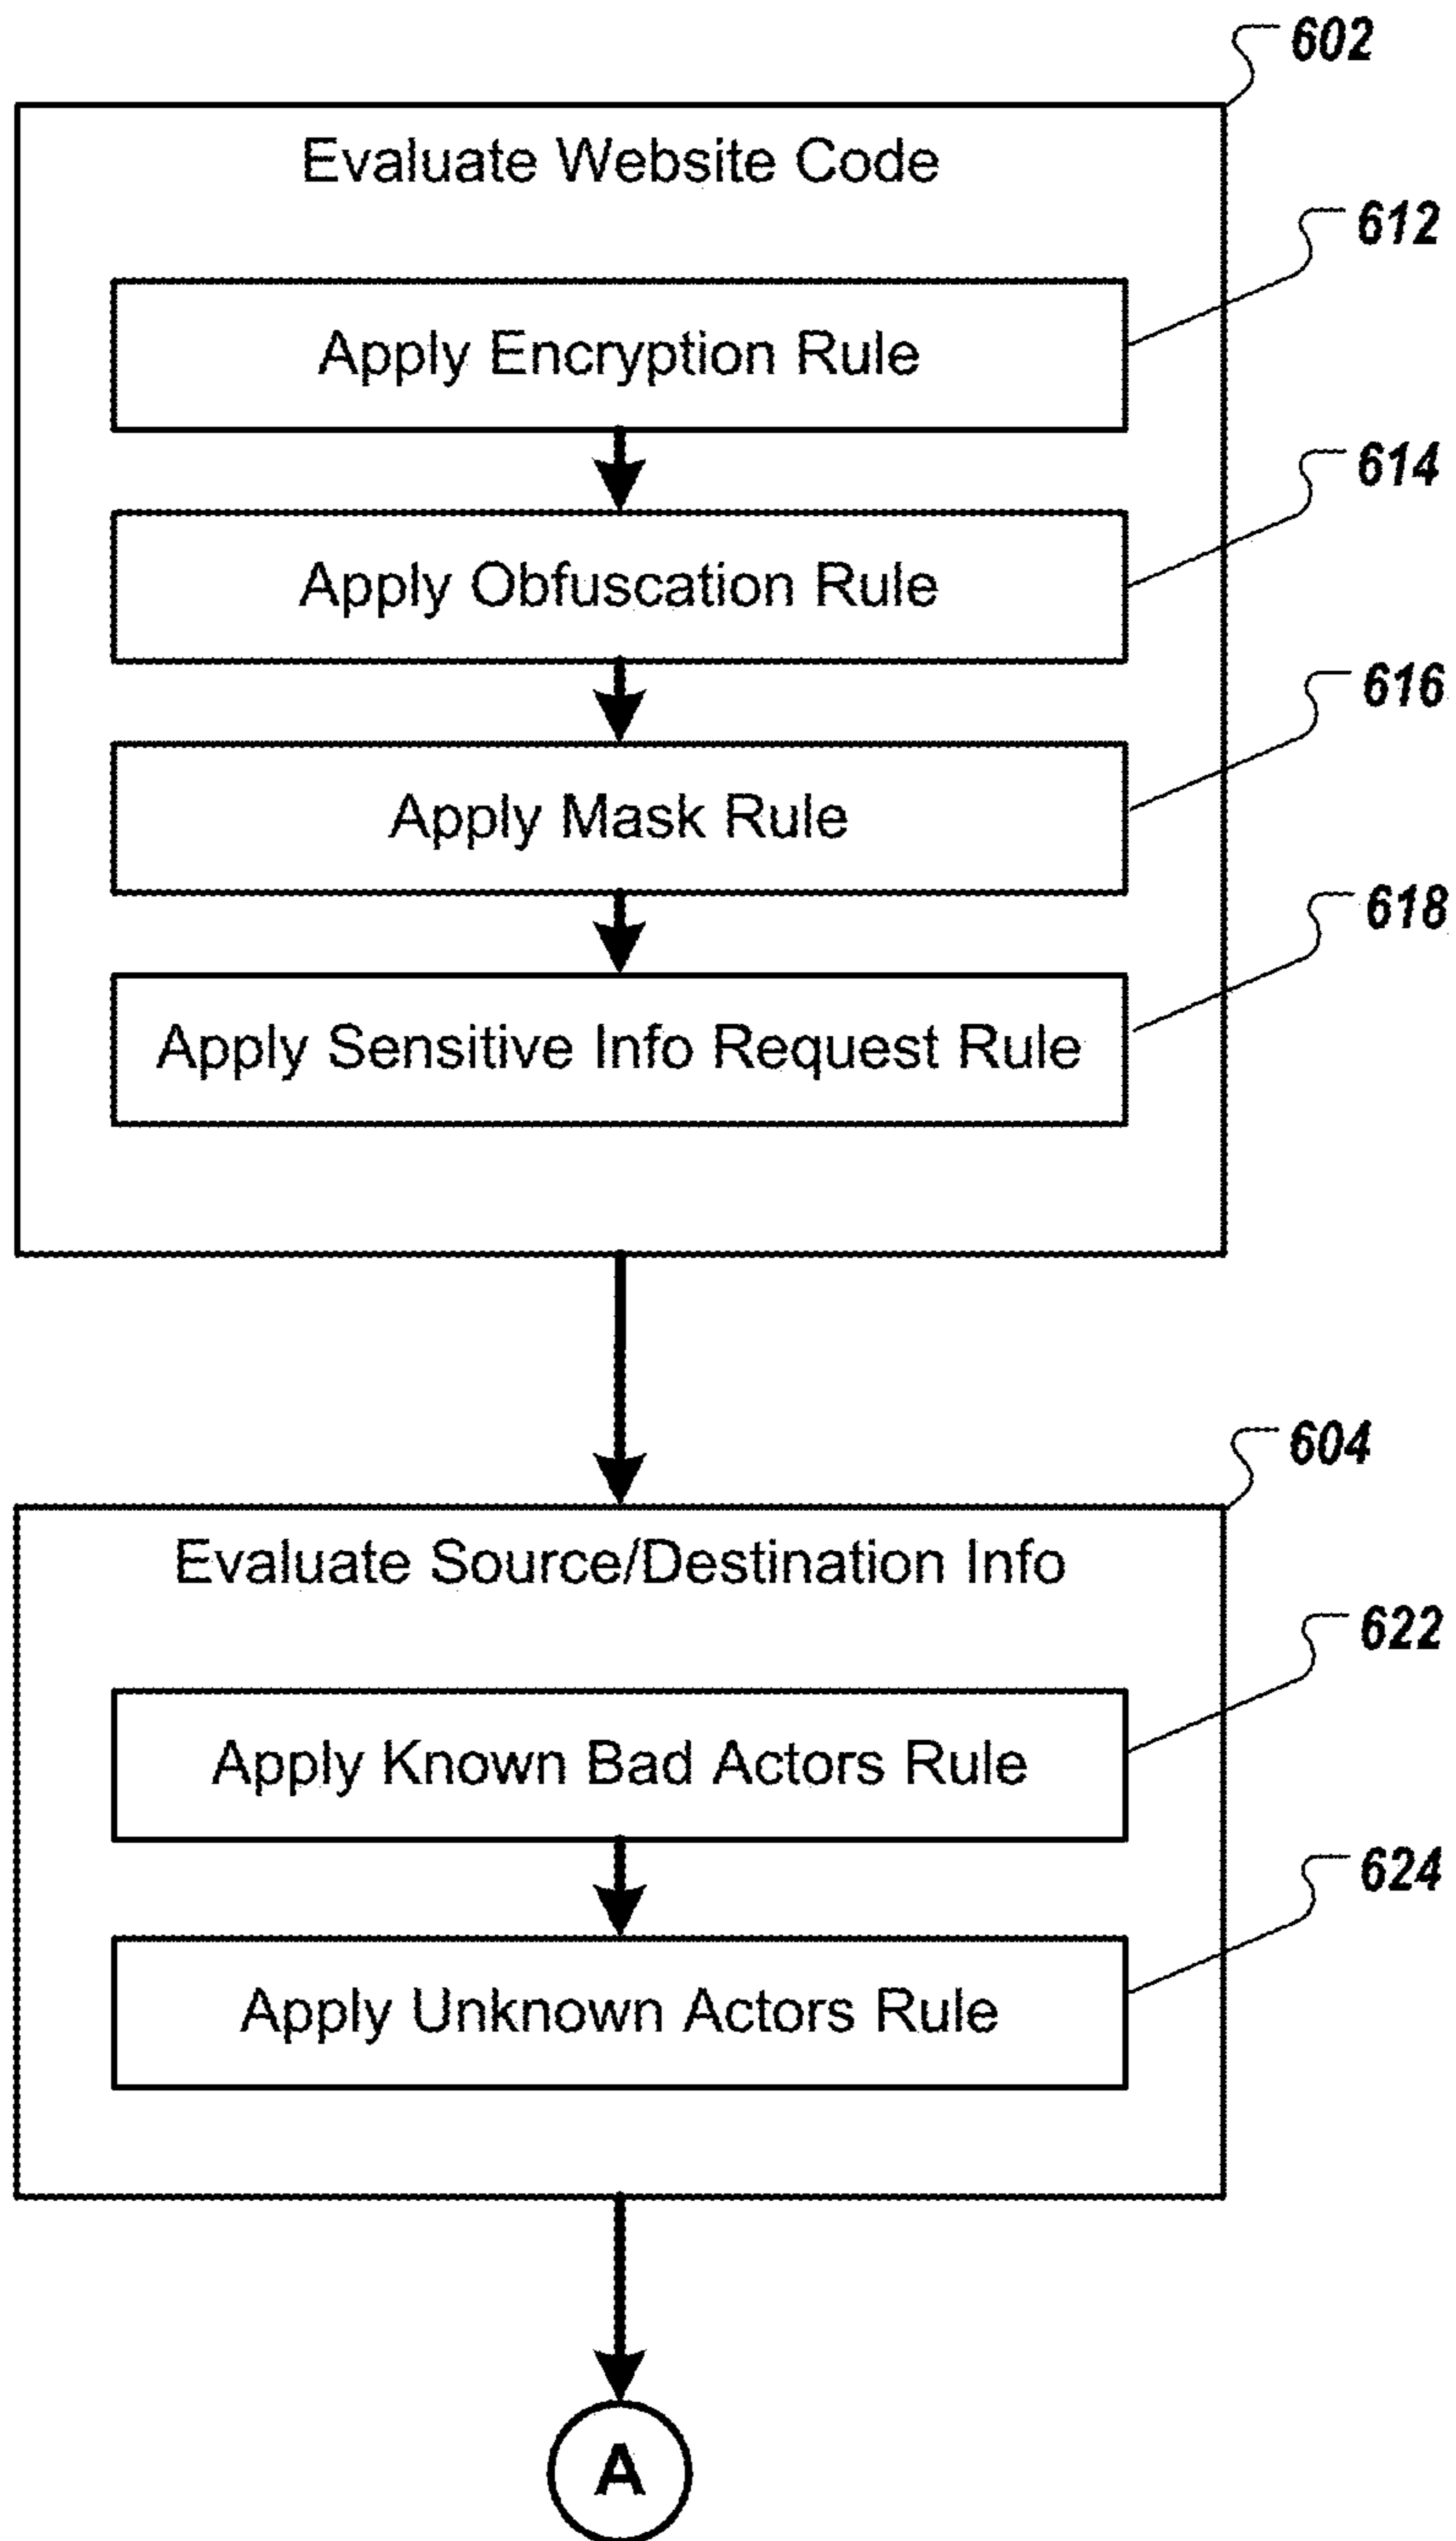 602
Evaluate Website Code
612
Apply Encryption Rule
614
Apply Obfuscation Rule
616
Apply Mask Rule
618
Apply Sensitive Info Request Rule
604
Evaluate Source/Destination Info
622
Apply Known Bad Actors Rule
624
Apply Unknown Actors Rule
A